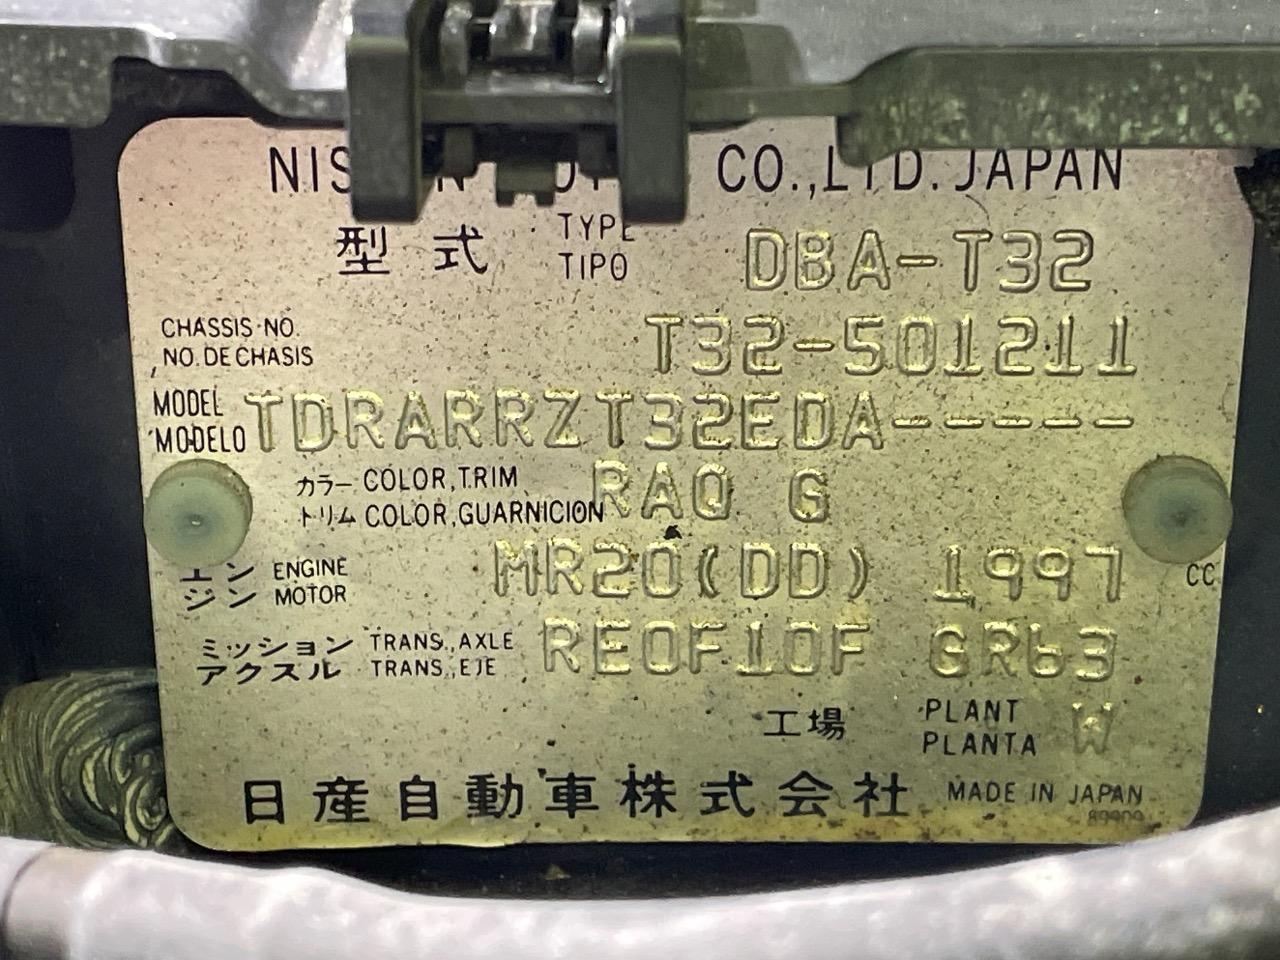 NISSAN MOTOR CO.,LTD. JAPAN
型式 TYPE DBA-T32
TIPO
CHASSIS NO. T32-501211
NO. DE CHASIS
MODEL TDRARRZT32EDA-----
MODELO
カラー COLOR,TRIM RAQ G
トリム COLOR,GUARNICION
エン ENGINE MR20(DD) 1997 CC
ジン MOTOR
ミッション TRANS.,AXLE RE0F10F GR63
アクスル TRANS.,EJE
工場 PLANT W
PLANTA
日産自動車株式会社 MADE IN JAPAN